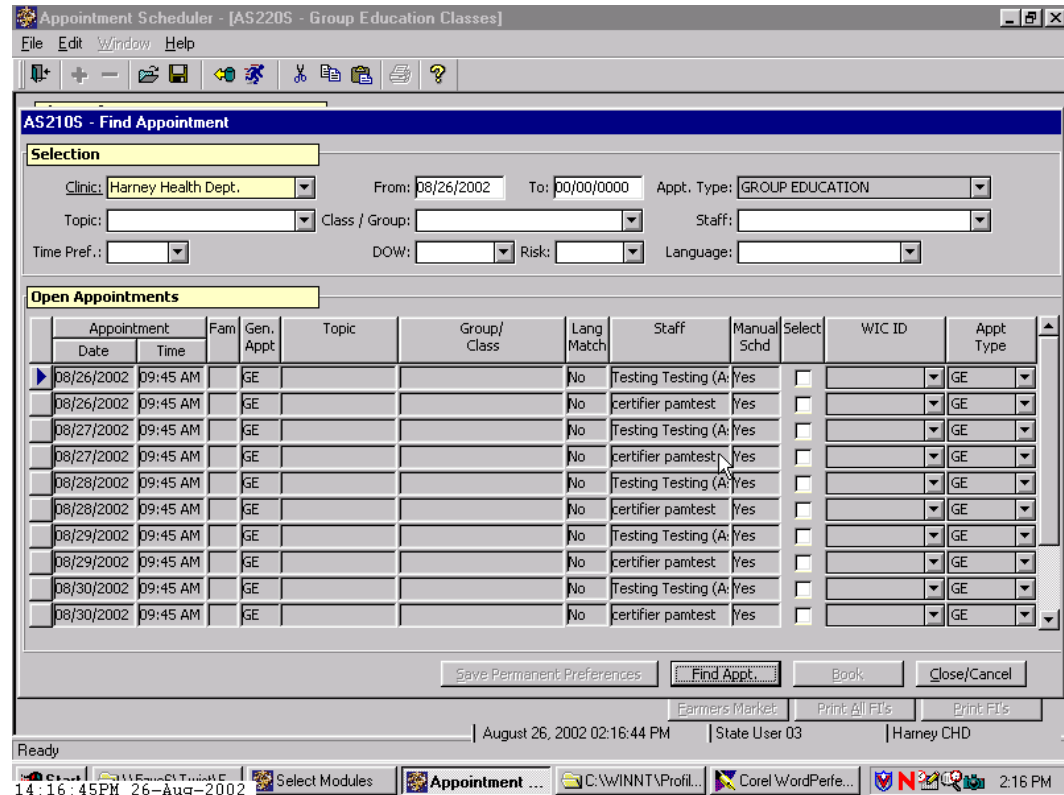 Appointment Scheduler - [AS220S - Group Education Classes]
File Edit Window Help
AS210S - Find Appointment
Selection
Clinic: Harney Health Dept. From: 08/26/2002 To: 00/00/0000 Appt. Type: GROUP EDUCATION
Topic: Class / Group: Staff:
Time Pref.: DOW: Risk: Language:
Open Appointments
Appointment Fam Gen. Appt Topic Group/ Class Lang Match Staff Manual Schd Select WIC ID Appt Type
Date Time
08/26/2002 09:45 AM GE No Testing Testing (A: Yes GE
08/26/2002 09:45 AM GE No certifier pamtest Yes GE
08/27/2002 09:45 AM GE No Testing Testing (A: Yes GE
08/27/2002 09:45 AM GE No certifier pamtest Yes GE
08/28/2002 09:45 AM GE No Testing Testing (A: Yes GE
08/28/2002 09:45 AM GE No certifier pamtest Yes GE
08/29/2002 09:45 AM GE No Testing Testing (A: Yes GE
08/29/2002 09:45 AM GE No certifier pamtest Yes GE
08/30/2002 09:45 AM GE No Testing Testing (A: Yes GE
08/30/2002 09:45 AM GE No certifier pamtest Yes GE
Save Permanent Preferences Find Appt. Book Close/Cancel
Farmers Market Print All FI's Print FI's
August 26, 2002 02:16:44 PM State User 03 Harney CHD
Ready
Select Modules Appointment ... C:\WINNT\Profil... Corel WordPerfe... 2:16 PM
14:16:45PM 26-Aug-2002